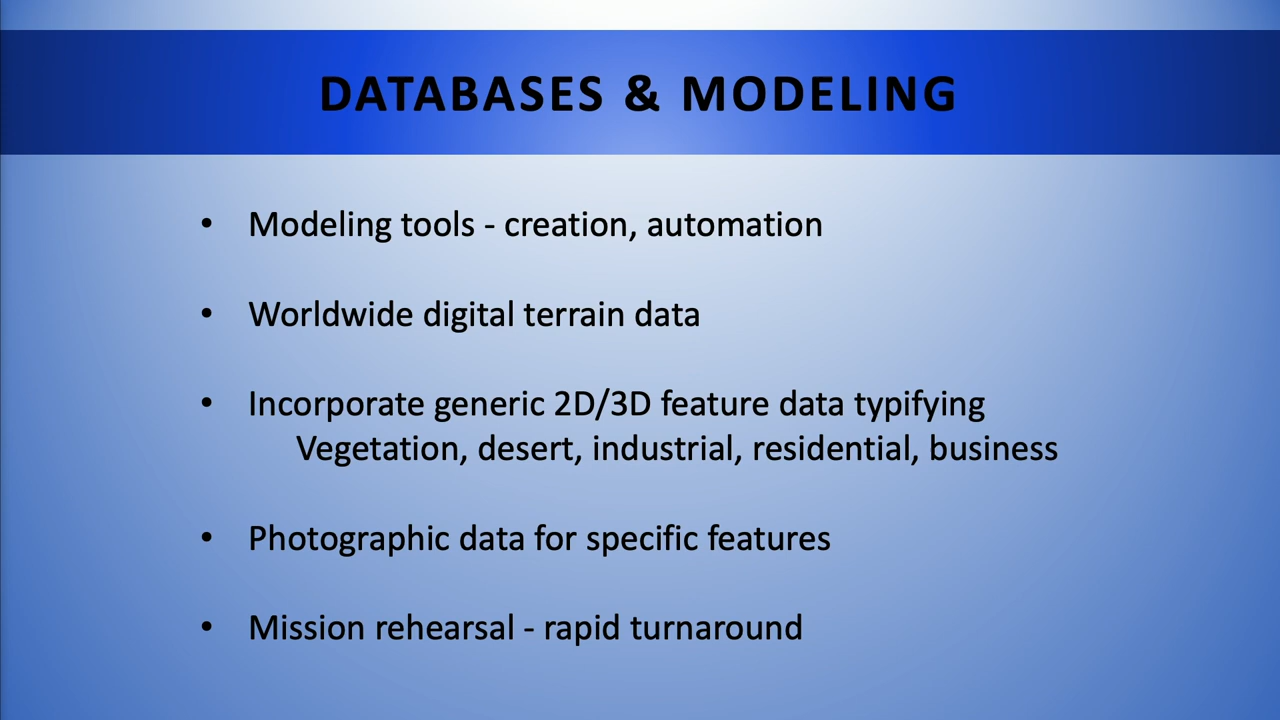 DATABASES & MODELING
• Modeling tools - creation, automation
• Worldwide digital terrain data
• Incorporate generic 2D/3D feature data typifying
Vegetation, desert, industrial, residential, business
• Photographic data for specific features
• Mission rehearsal - rapid turnaround